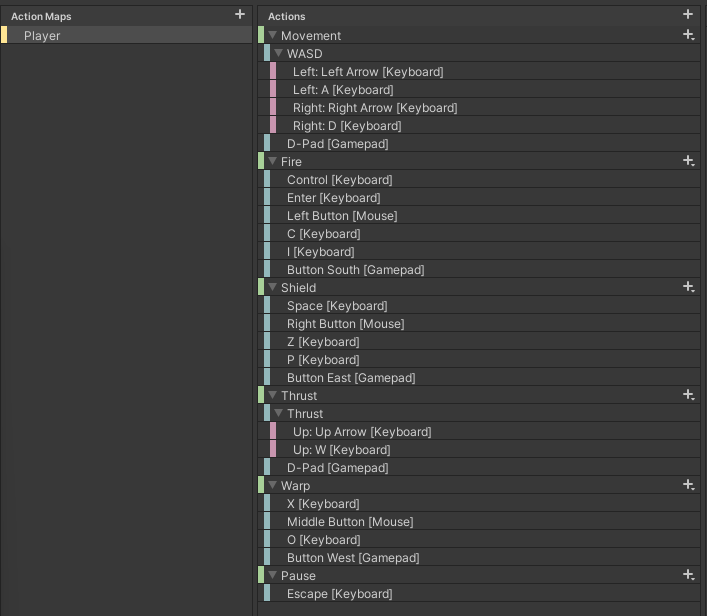 Action Maps
Player
Actions
Movement
WASD
Left: Left Arrow [Keyboard]
Left: A [Keyboard]
Right: Right Arrow [Keyboard]
Right: D [Keyboard]
D-Pad [Gamepad]
Fire
Control [Keyboard]
Enter [Keyboard]
Left Button [Mouse]
C [Keyboard]
I [Keyboard]
Button South [Gamepad]
Shield
Space [Keyboard]
Right Button [Mouse]
Z [Keyboard]
P [Keyboard]
Button East [Gamepad]
Thrust
Thrust
Up: Up Arrow [Keyboard]
Up: W [Keyboard]
D-Pad [Gamepad]
Warp
X [Keyboard]
Middle Button [Mouse]
O [Keyboard]
Button West [Gamepad]
Pause
Escape [Keyboard]